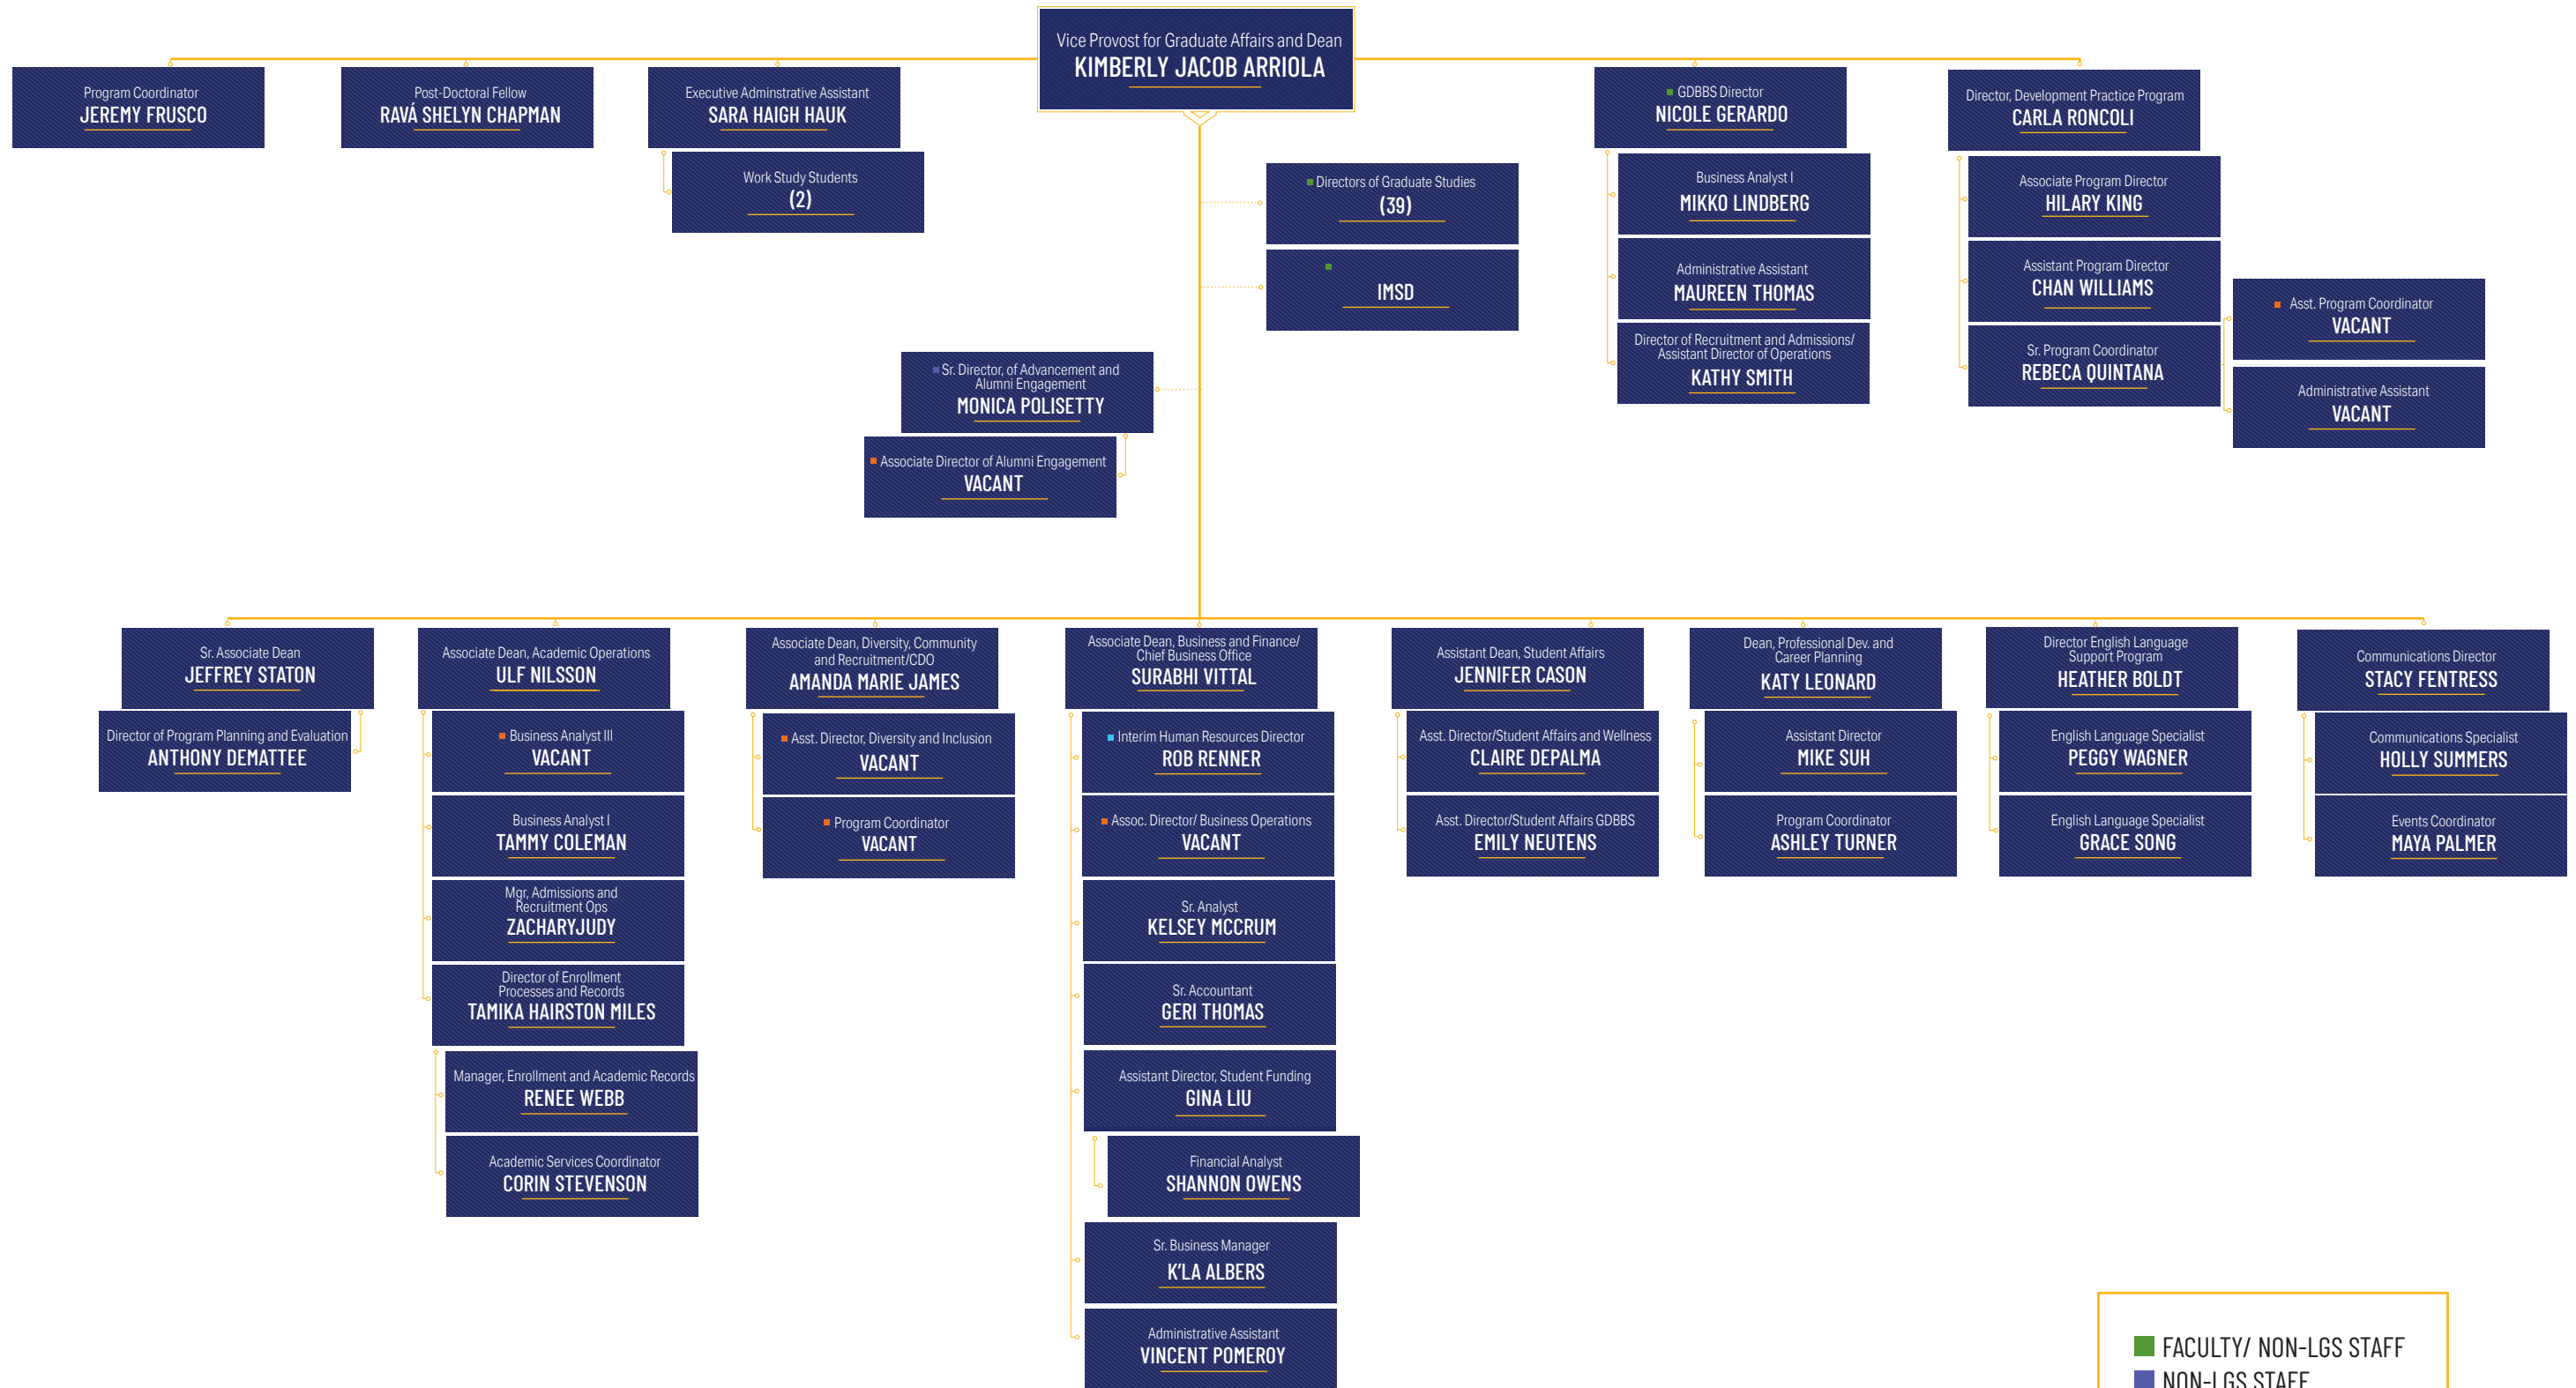 Vice Provost for Graduate Affairs and Dean
KIMBERLY JACOB ARRIOLA
Program Coordinator
JEREMY FRUSCO
Post-Doctoral Fellow
RAVÁ SHELYN CHAPMAN
Executive Adminstrative Assistant
SARA HAIGH HAUK
Work Study Students
(2)
GDBBS Director
NICOLE GERARDO
Business Analyst I
MIKKO LINDBERG
Administrative Assistant
MAUREEN THOMAS
Director of Recruitment and Admissions/
Assistant Director of Operations
KATHY SMITH
Director, Development Practice Program
CARLA RONCOLI
Associate Program Director
HILARY KING
Assistant Program Director
CHAN WILLIAMS
Sr. Program Coordinator
REBECA QUINTANA
Asst. Program Coordinator
VACANT
Administrative Assistant
VACANT
Directors of Graduate Studies
(39)
IMSD
Sr. Director, of Advancement and
Alumni Engagement
MONICA POLISETTY
Associate Director of Alumni Engagement
VACANT
Sr. Associate Dean
JEFFREY STATON
Director of Program Planning and Evaluation
ANTHONY DEMATTEE
Associate Dean, Academic Operations
ULF NILSSON
Business Analyst III
VACANT
Business Analyst I
TAMMY COLEMAN
Mgr, Admissions and
Recruitment Ops
ZACHARYJUDY
Director of Enrollment
Processes and Records
TAMIKA HAIRSTON MILES
Manager, Enrollment and Academic Records
RENEE WEBB
Academic Services Coordinator
CORIN STEVENSON
Associate Dean, Diversity, Community
and Recruitment/CDO
AMANDA MARIE JAMES
Asst. Director, Diversity and Inclusion
VACANT
Program Coordinator
VACANT
Associate Dean, Business and Finance/
Chief Business Office
SURABHI VITTAL
Interim Human Resources Director
ROB RENNER
Assoc. Director/ Business Operations
VACANT
Sr. Analyst
KELSEY MCCRUM
Sr. Accountant
GERI THOMAS
Assistant Director, Student Funding
GINA LIU
Financial Analyst
SHANNON OWENS
Sr. Business Manager
K'LA ALBERS
Administrative Assistant
VINCENT POMEROY
Assistant Dean, Student Affairs
JENNIFER CASON
Asst. Director/Student Affairs and Wellness
CLAIRE DEPALMA
Asst. Director/Student Affairs GDBBS
EMILY NEUTENS
Dean, Professional Dev. and
Career Planning
KATY LEONARD
Assistant Director
MIKE SUH
Program Coordinator
ASHLEY TURNER
Director English Language
Support Program
HEATHER BOLDT
English Language Specialist
PEGGY WAGNER
English Language Specialist
GRACE SONG
Communications Director
STACY FENTRESS
Communications Specialist
HOLLY SUMMERS
Events Coordinator
MAYA PALMER
FACULTY/ NON-LGS STAFF
NON-LGS STAFF